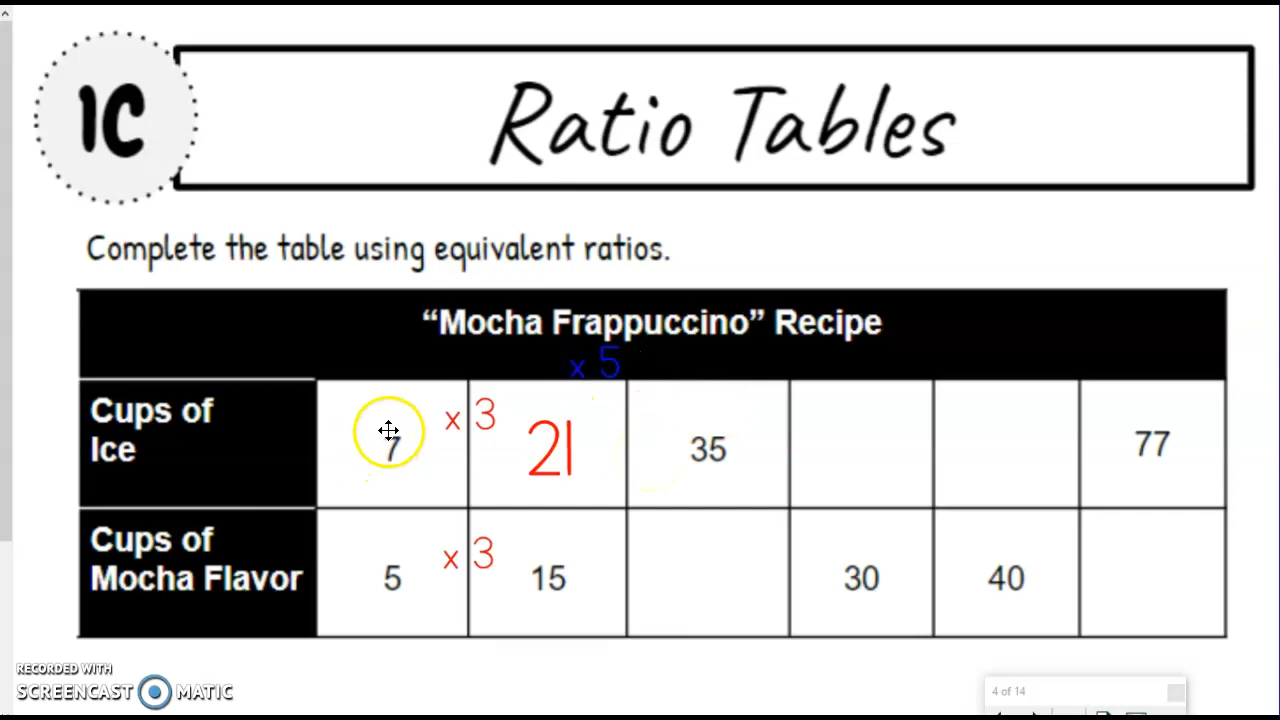 1C
Ratio Tables
Complete the table using equivalent ratios.
“Mocha Frappuccino” Recipe
x 5
Cups of
Ice
7
x 3
21
35
77
Cups of
Mocha Flavor
5
x 3
15
30
40
RECORDED WITH
SCREENCAST MATIC
4 of 14